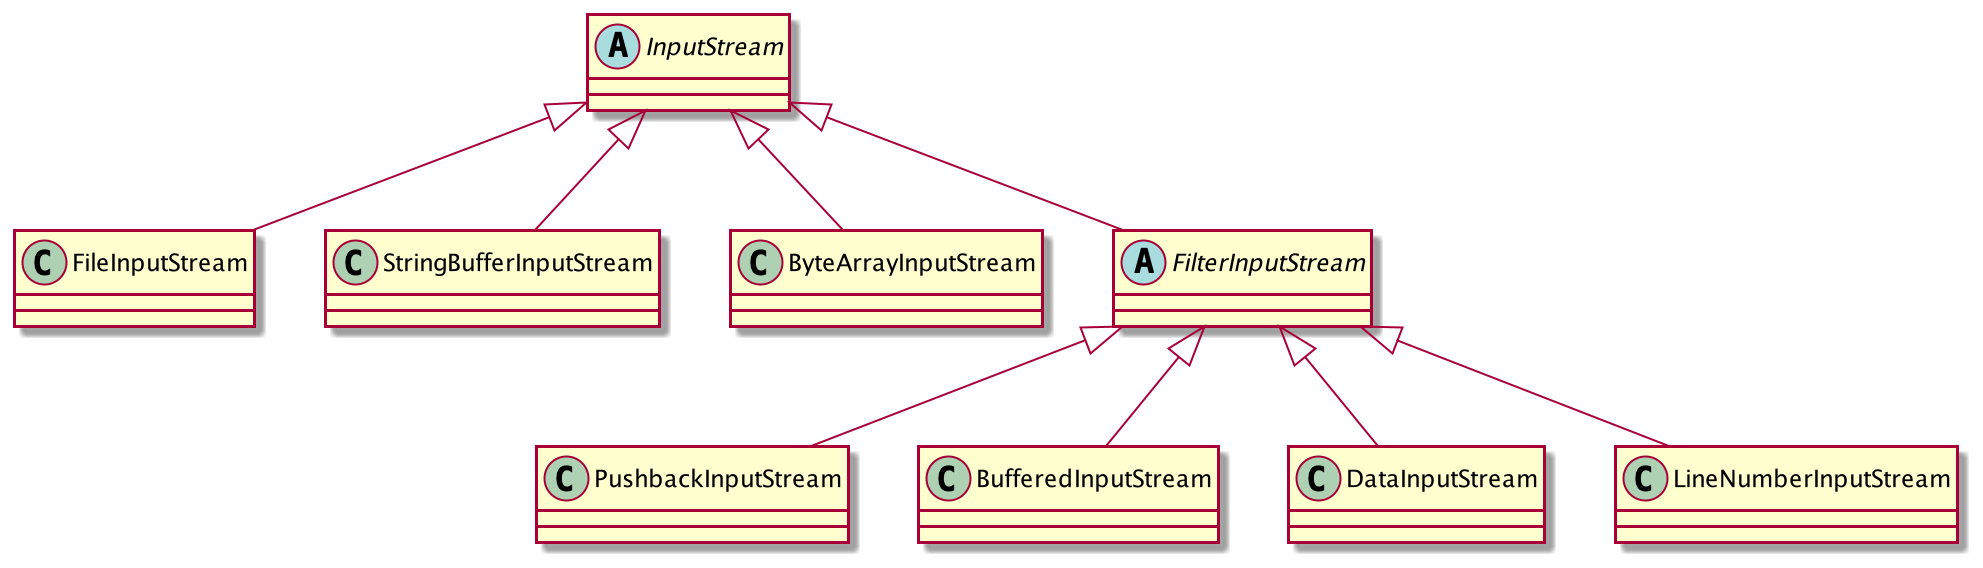 A InputStream
C FileInputStream
C StringBufferInputStream
C ByteArrayInputStream
A FilterInputStream
C PushbackInputStream
C BufferedInputStream
C DataInputStream
C LineNumberInputStream